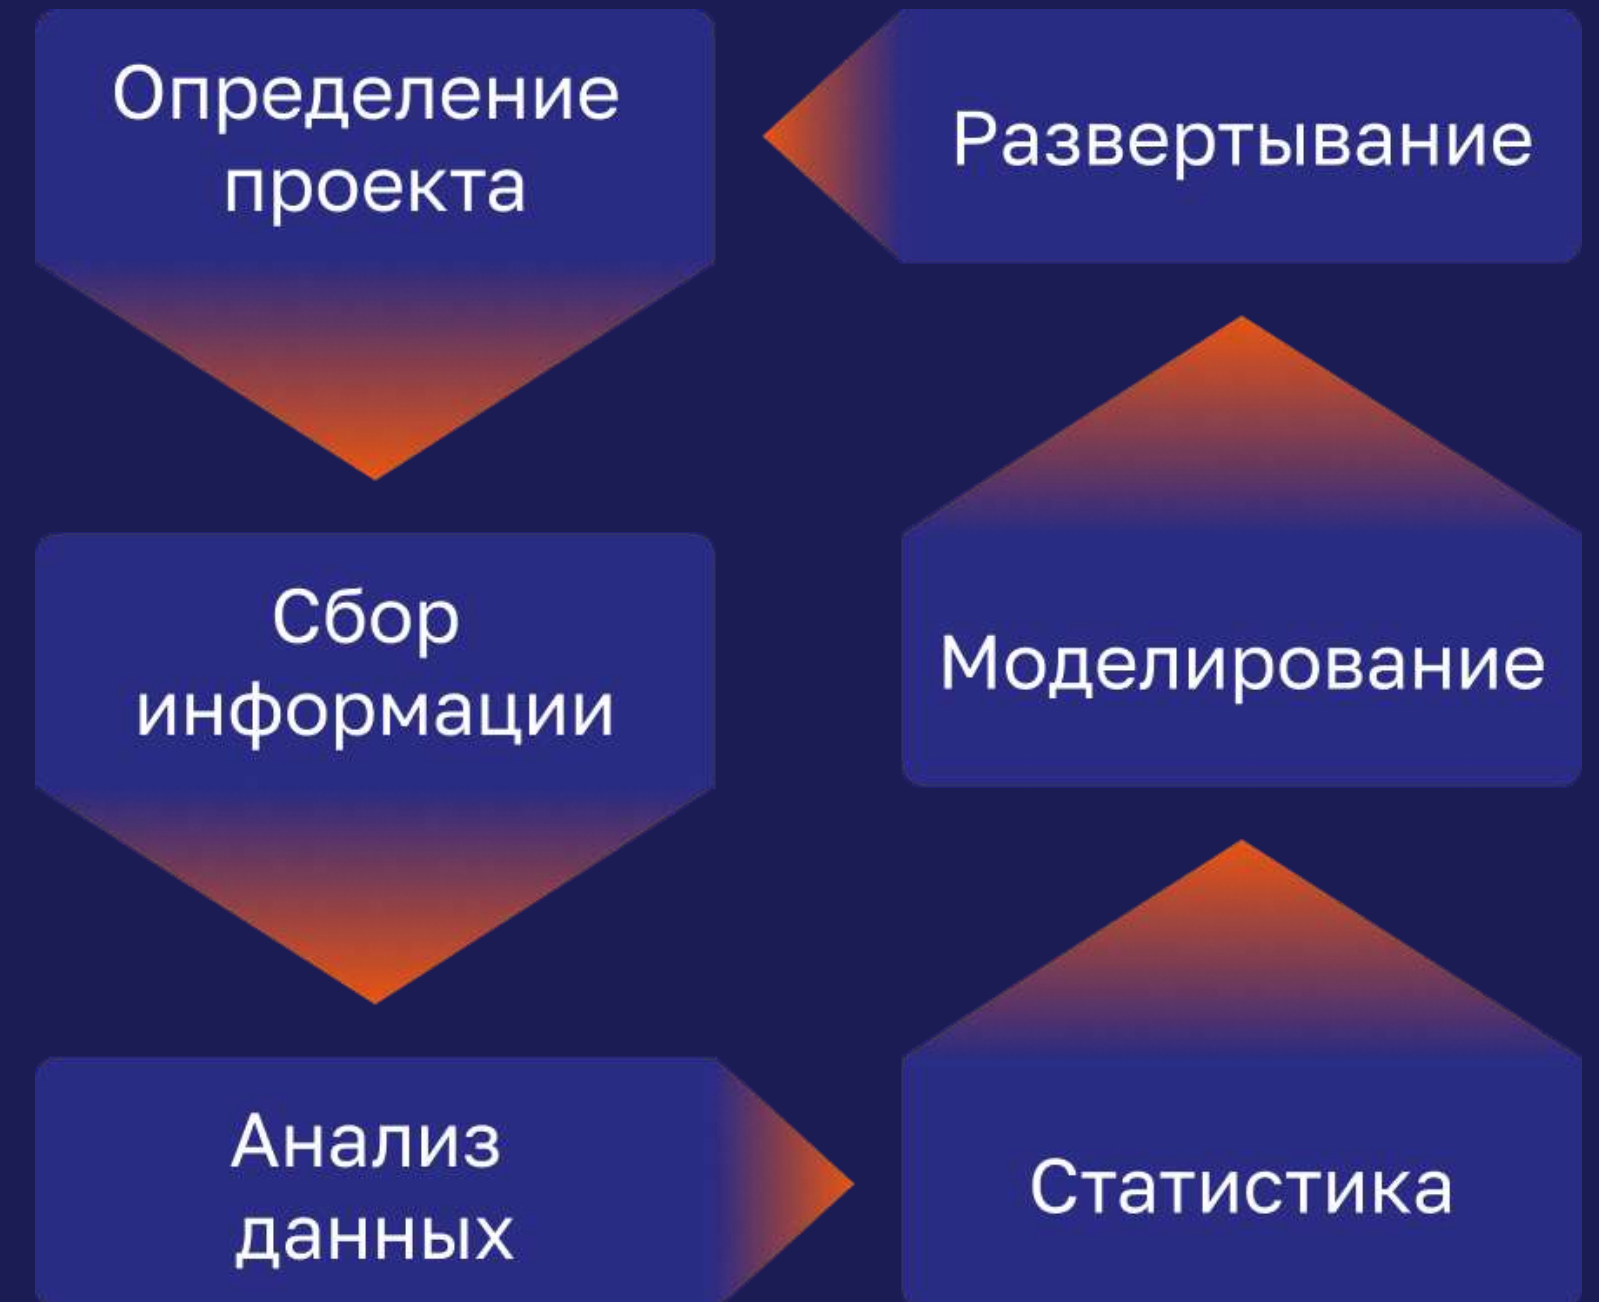 Определение
проекта
Сбор
информации
Анализ
данных
Статистика
Моделирование
Развертывание